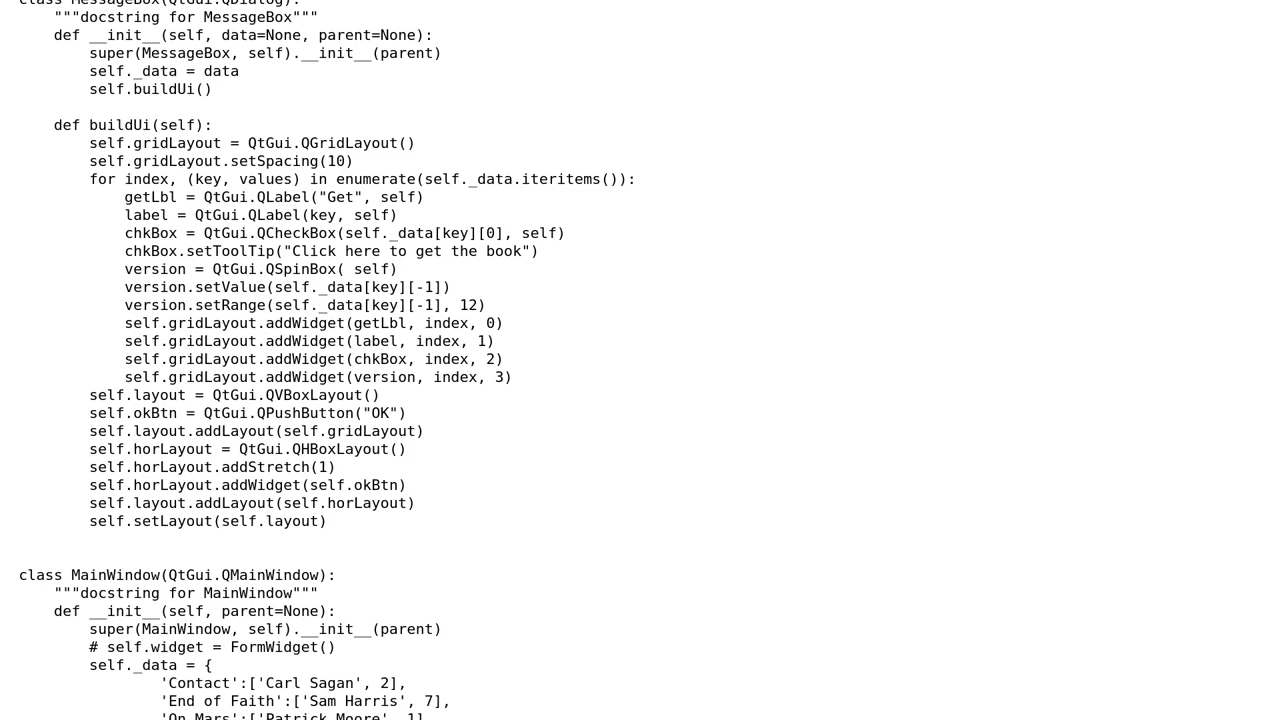 class MessageBox(QtGui.QDialog):
    """docstring for MessageBox"""
    def __init__(self, data=None, parent=None):
        super(MessageBox, self).__init__(parent)
        self._data = data
        self.buildUi()

    def buildUi(self):
        self.gridLayout = QtGui.QGridLayout()
        self.gridLayout.setSpacing(10)
        for index, (key, values) in enumerate(self._data.iteritems()):
            getLbl = QtGui.QLabel("Get", self)
            label = QtGui.QLabel(key, self)
            chkBox = QtGui.QCheckBox(self._data[key][0], self)
            chkBox.setToolTip("Click here to get the book")
            version = QtGui.QSpinBox( self)
            version.setValue(self._data[key][-1])
            version.setRange(self._data[key][-1], 12)
            self.gridLayout.addWidget(getLbl, index, 0)
            self.gridLayout.addWidget(label, index, 1)
            self.gridLayout.addWidget(chkBox, index, 2)
            self.gridLayout.addWidget(version, index, 3)
        self.layout = QtGui.QVBoxLayout()
        self.okBtn = QtGui.QPushButton("OK")
        self.layout.addLayout(self.gridLayout)
        self.horLayout = QtGui.QHBoxLayout()
        self.horLayout.addStretch(1)
        self.horLayout.addWidget(self.okBtn)
        self.layout.addLayout(self.horLayout)
        self.setLayout(self.layout)


class MainWindow(QtGui.QMainWindow):
    """docstring for MainWindow"""
    def __init__(self, parent=None):
        super(MainWindow, self).__init__(parent)
        # self.widget = FormWidget()
        self._data = {
                'Contact':['Carl Sagan', 2],
                'End of Faith':['Sam Harris', 7],
                'On Mars':['Patrick Moore', 1]